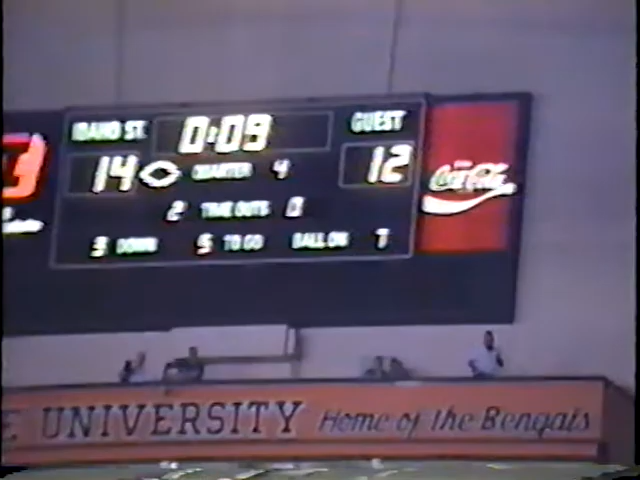 IDAHO ST. 0:09 GUEST
14 QUARTER 4 12
2 TIME OUTS 0
3 DOWN 5 TO GO BALL ON 7
Coca-Cola
UNIVERSITY Home of the Bengals